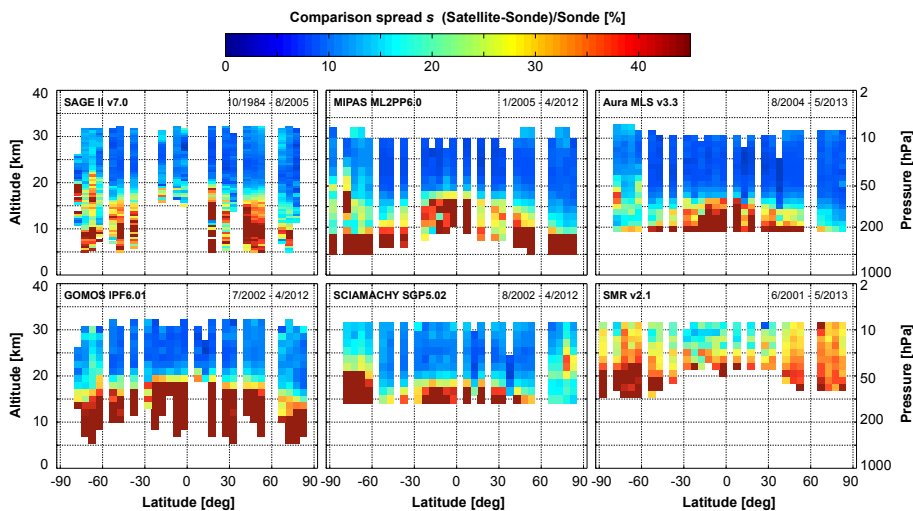 Comparison spread s (Satellite-Sonde)/Sonde [%]
0 10 20 30 40
40 SAGE II v7.0 10/1984 - 8/2005 MIPAS ML2PP6.0 1/2005 - 4/2012 Aura MLS v3.3 8/2004 - 5/2013 2
30 10
Altitude [km] Pressure [hPa]
20 50
10 200
0 1000
40 GOMOS IPF6.01 7/2002 - 4/2012 SCIAMACHY SGP5.02 8/2002 - 4/2012 SMR v2.1 6/2001 - 5/2013 2
30 10
Altitude [km] Pressure [hPa]
20 50
10 200
0 1000
-90 -60 -30 0 30 60 90 -90 -60 -30 0 30 60 90 -90 -60 -30 0 30 60 90
Latitude [deg] Latitude [deg] Latitude [deg]